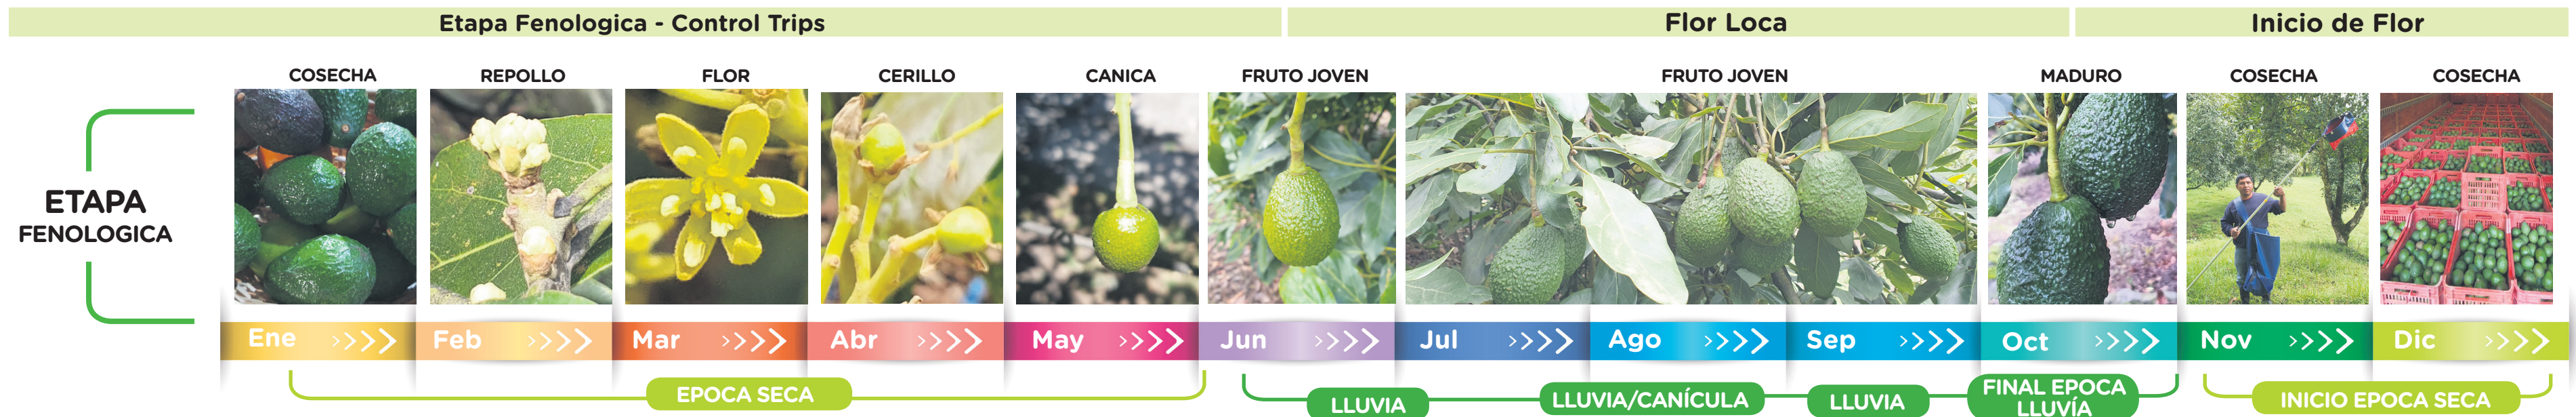 Etapa Fenologica - Control Trips
Flor Loca
Inicio de Flor
COSECHA
REPOLLO
FLOR
CERILLO
CANICA
FRUTO JOVEN
FRUTO JOVEN
MADURO
COSECHA
COSECHA
ETAPA
FENOLOGICA
Ene
Feb
Mar
Abr
May
Jun
Jul
Ago
Sep
Oct
Nov
Dic
EPOCA SECA
LLUVIA
LLUVIA/CANÍCULA
LLUVIA
FINAL EPOCA
LLUVÍA
INICIO EPOCA SECA